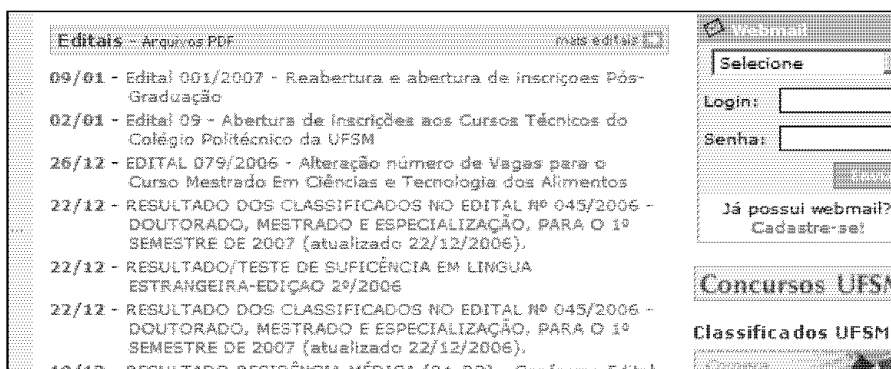 Editais - Arquivos PDF
mais editais
09/01 - Edital 001/2007 - Reabertura e abertura de inscriçoes Pós-
Graduação
02/01 - Edital 09 - Abertura de Inscrições aos Cursos Técnicos do
Colégio Politécnico da UFSM
26/12 - EDITAL 079/2006 - Alteração número de Vagas para o
Curso Mestrado Em Ciências e Tecnologia dos Alimentos
22/12 - RESULTADO DOS CLASSIFICADOS NO EDITAL Nº 045/2006 -
DOUTORADO, MESTRADO E ESPECIALIZAÇÃO, PARA O 1º
SEMESTRE DE 2007 (atualizado 22/12/2006).
22/12 - RESULTADO/TESTE DE SUFICÊNCIA EM LINGUA
ESTRANGEIRA-EDIÇAO 2º/2006
22/12 - RESULTADO DOS CLASSIFICADOS NO EDITAL Nº 045/2006 -
DOUTORADO, MESTRADO E ESPECIALIZAÇÃO, PARA O 1º
SEMESTRE DE 2007 (atualizado 22/12/2006).
RESULTADO RESIDÊNCIA MÉDICA Conforme Edital
Webmail
Selecione
Login:
Senha:
Já possui webmail?
Cadastre-se!
Concursos UFSM
Classificados UFSM